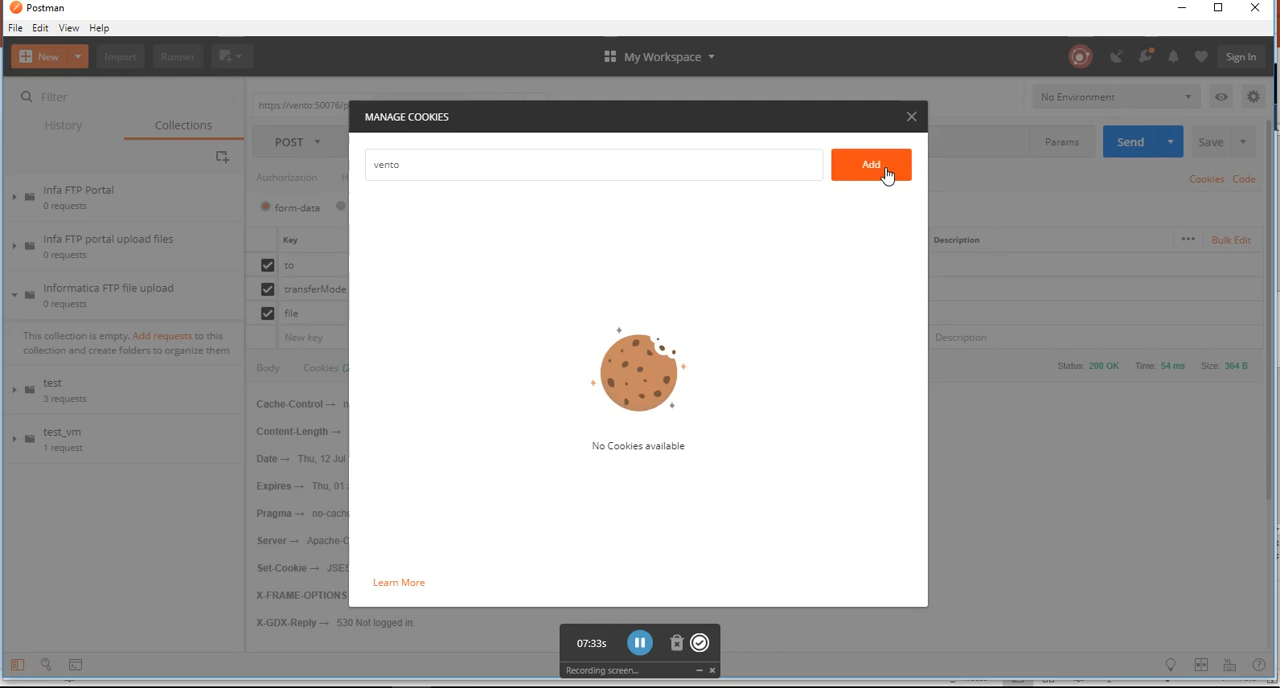 Postman
File Edit View Help
New Import Runner My Workspace Sign In
Filter
History Collections
Infa FTP Portal
0 requests
Infa FTP portal upload files
0 requests
Informatica FTP file upload
0 requests
This collection is empty. Add requests to this
collection and create folders to organize them
test
3 requests
test_vm
1 request
https://vento:50076/p
No Environment
POST Params Send Save
Authorization H Cookies Code
form-data
Key Description Bulk Edit
to
transferMode
file
New key Description
Body Cookies (2 Status: 200 OK Time: 54 ms Size: 364 B
Cache-Control → n
Content-Length →
Date → Thu, 12 Jul
Expires → Thu, 01
Pragma → no-cach
Server → Apache-C
Set-Cookie → JSES
X-FRAME-OPTIONS
X-GDX-Reply → 530 Not logged in.
MANAGE COOKIES
vento Add
No Cookies available
Learn More
07:33s
Recording screen...